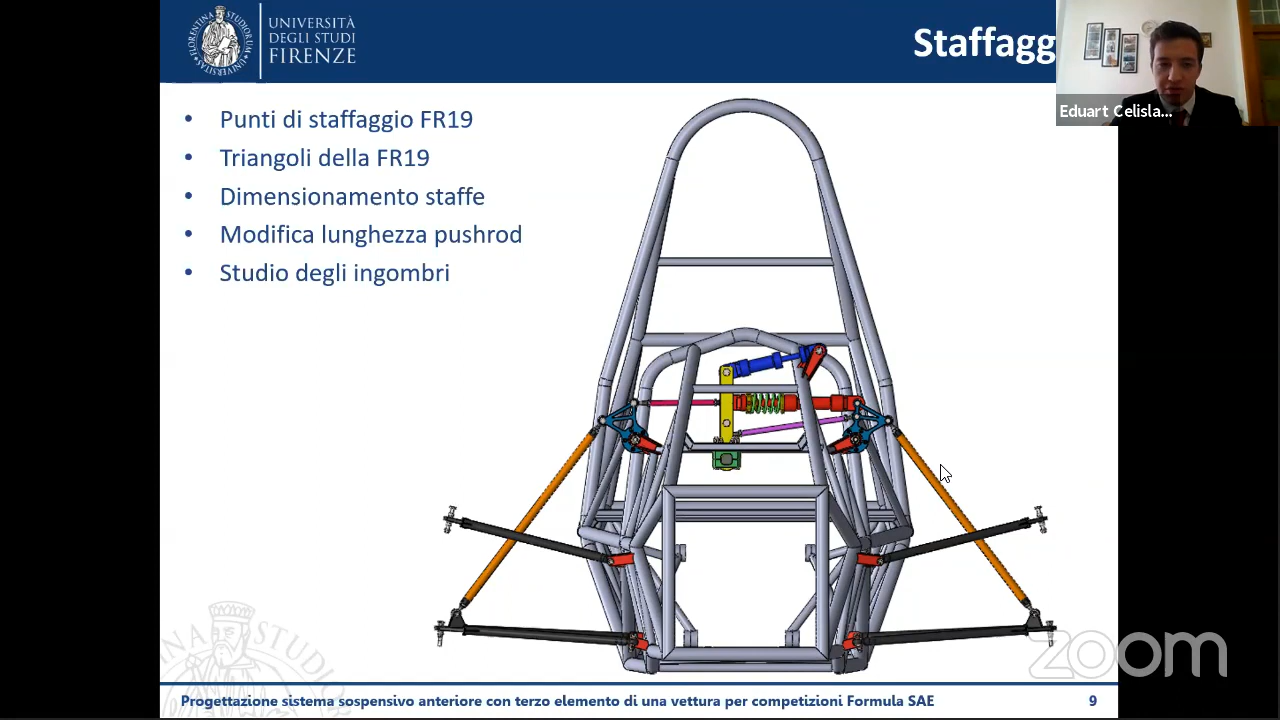 UNIVERSITÀ
DEGLI STUDI
FIRENZE
Staffagg
Eduart Celisla...
• Punti di staffaggio FR19
• Triangoli della FR19
• Dimensionamento staffe
• Modifica lunghezza pushrod
• Studio degli ingombri
zoom
Progettazione sistema sospensivo anteriore con terzo elemento di una vettura per competizioni Formula SAE 9